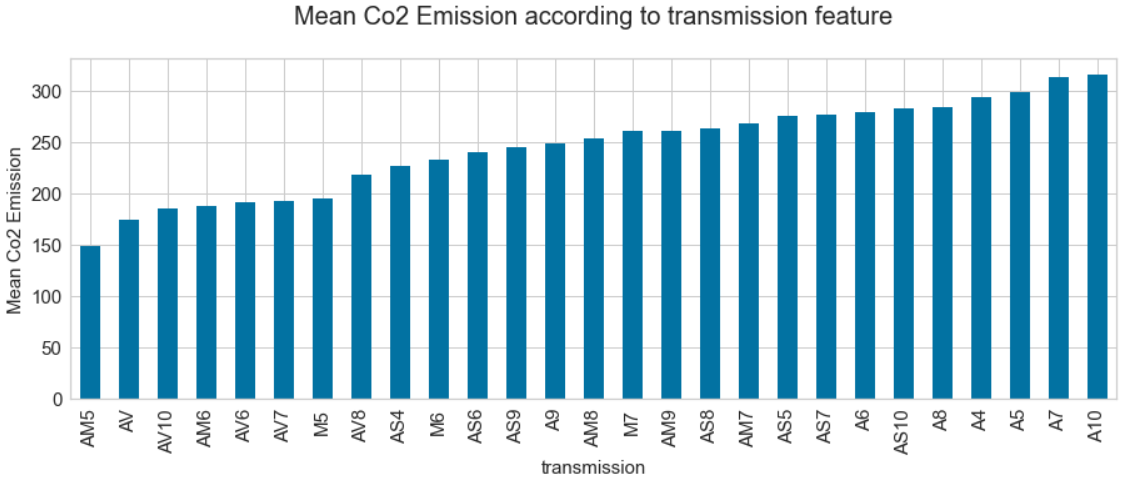 Mean Co2 Emission according to transmission feature
Mean Co2 Emission
300
250
200
150
100
50
0
AM5 AV AV10 AM6 AV6 AV7 M5 AV8 AS4 M6 AS6 AS9 A9 AM8 M7 AM9 AS8 AM7 AS5 AS7 A6 AS10 A8 A4 A5 A7 A10
transmission